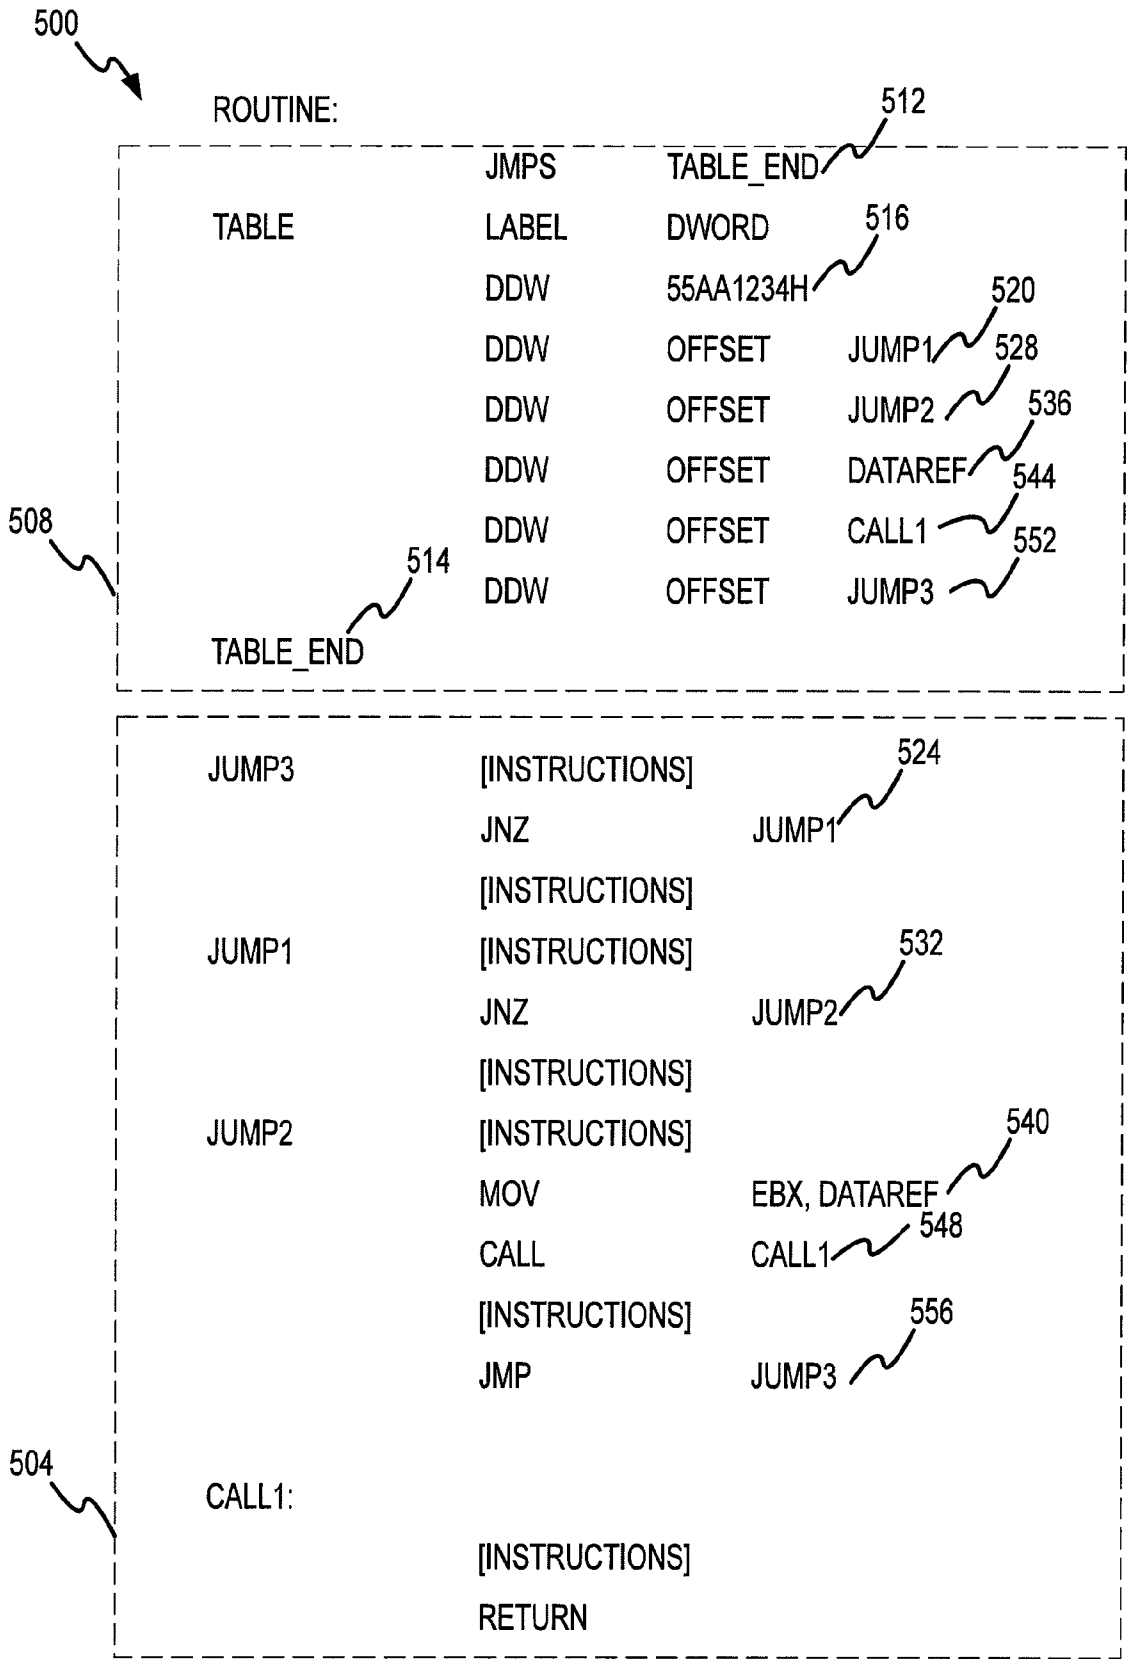 500
ROUTINE:
512
JMPS TABLE_END
TABLE LABEL DWORD
516
DDW 55AA1234H
520
DDW OFFSET JUMP1
528
DDW OFFSET JUMP2
536
DDW OFFSET DATAREF
544
508
DDW OFFSET CALL1
552
514
DDW OFFSET JUMP3
TABLE_END
524
JUMP3 [INSTRUCTIONS]
JNZ JUMP1
[INSTRUCTIONS]
532
JUMP1 [INSTRUCTIONS]
JNZ JUMP2
[INSTRUCTIONS]
540
JUMP2 [INSTRUCTIONS]
MOV EBX, DATAREF
548
CALL CALL1
[INSTRUCTIONS]
556
JMP JUMP3
504
CALL1:
[INSTRUCTIONS]
RETURN